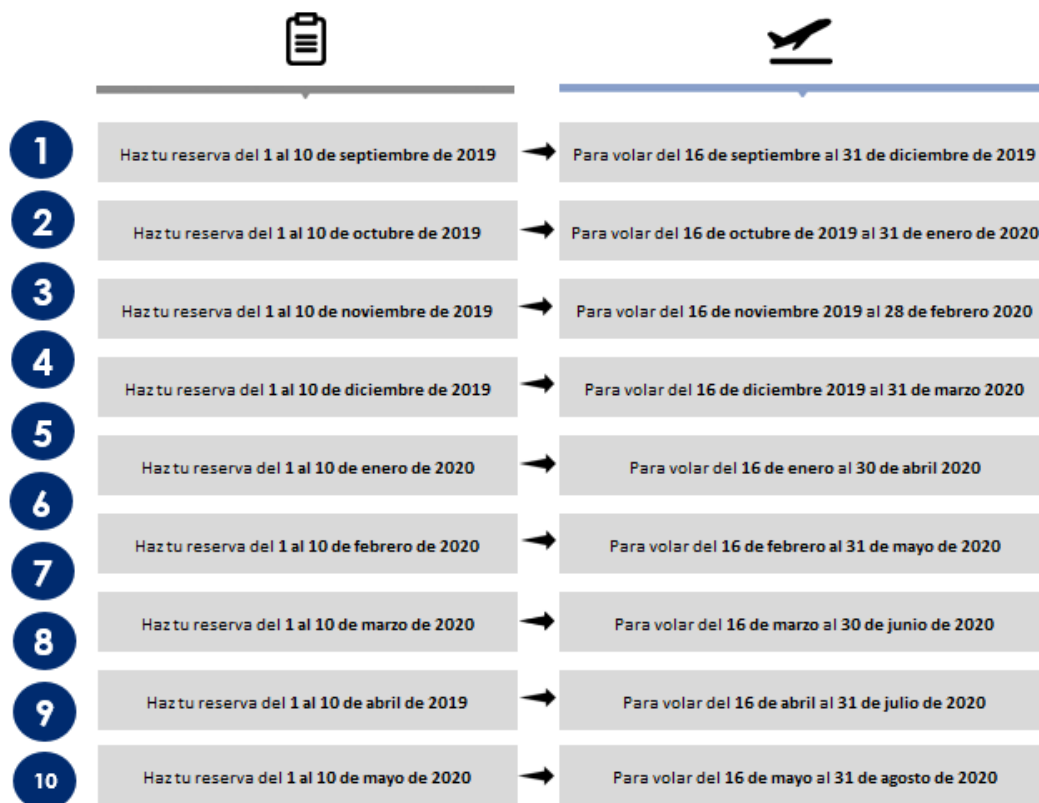 1
Haz tu reserva del 1 al 10 de septiembre de 2019
Para volar del 16 de septiembre al 31 de diciembre de 2019
2
Haz tu reserva del 1 al 10 de octubre de 2019
Para volar del 16 de octubre de 2019 al 31 de enero de 2020
3
Haz tu reserva del 1 al 10 de noviembre de 2019
Para volar del 16 de noviembre 2019 al 28 de febrero 2020
4
Haz tu reserva del 1 al 10 de diciembre de 2019
Para volar del 16 de diciembre 2019 al 31 de marzo 2020
5
Haz tu reserva del 1 al 10 de enero de 2020
Para volar del 16 de enero al 30 de abril 2020
6
Haz tu reserva del 1 al 10 de febrero de 2020
Para volar del 16 de febrero al 31 de mayo de 2020
7
Haz tu reserva del 1 al 10 de marzo de 2020
Para volar del 16 de marzo al 30 de junio de 2020
8
Haz tu reserva del 1 al 10 de abril de 2019
Para volar del 16 de abril al 31 de julio de 2020
9
Haz tu reserva del 1 al 10 de mayo de 2020
Para volar del 16 de mayo al 31 de agosto de 2020
10